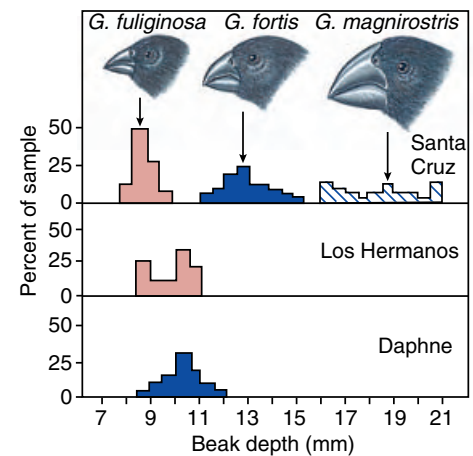 G. fuliginosa G. fortis G. magnirostris
Santa
Cruz
50
25
0
Los Hermanos
50
25
0
Daphne
50
25
0
Percent of sample
7 9 11 13 15 17 19 21
Beak depth (mm)